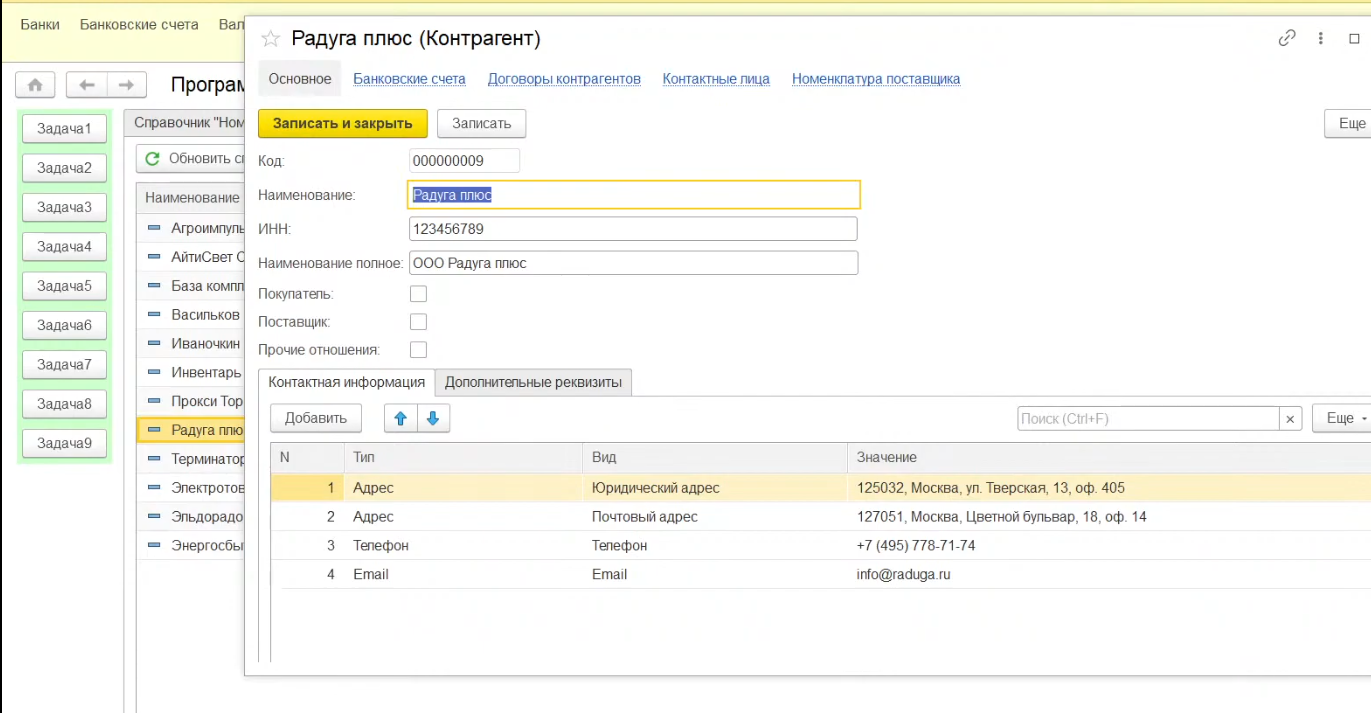 Банки Банковские счета Вал
Радуга плюс (Контрагент)
Програм
Основное Банковские счета Договоры контрагентов Контактные лица Номенклатура поставщика
Записать и закрыть Записать Еще
Справочник "Ном
Обновить сп
Наименование
Задача1
Задача2
Задача3
Задача4
Задача5
Задача6
Задача7
Задача8
Задача9
Агроимпуль
АйтиСвет О
База компл
Васильков
Иваночкин
Инвентарь
Прокси Тор
Радуга плю
Терминатор
Электротов
Эльдорадо
Энергосбы
Код: 000000009
Наименование: Радуга плюс
ИНН: 123456789
Наименование полное: ООО Радуга плюс
Покупатель:
Поставщик:
Прочие отношения:
Контактная информация Дополнительные реквизиты
Добавить Поиск (Ctrl+F) × Еще
N Тип Вид Значение
1 Адрес Юридический адрес 125032, Москва, ул. Тверская, 13, оф. 405
2 Адрес Почтовый адрес 127051, Москва, Цветной бульвар, 18, оф. 14
3 Телефон Телефон +7 (495) 778-71-74
4 Email Email info@raduga.ru